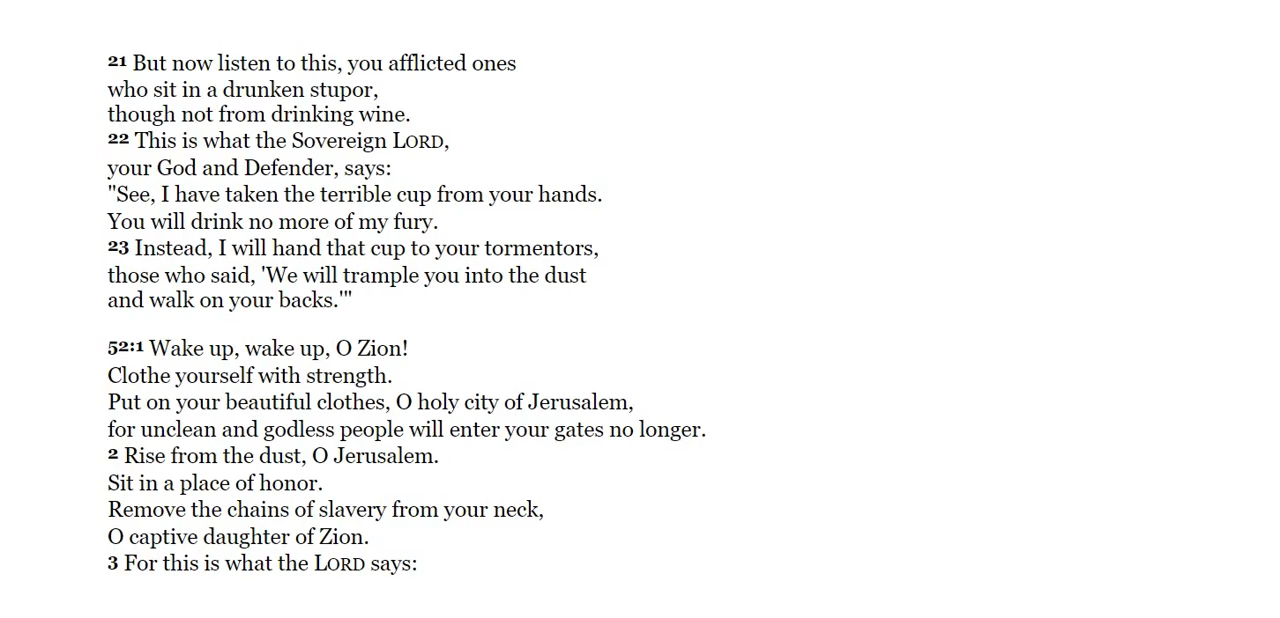 21 But now listen to this, you afflicted ones
who sit in a drunken stupor,
though not from drinking wine.
22 This is what the Sovereign LORD,
your God and Defender, says:
"See, I have taken the terrible cup from your hands.
You will drink no more of my fury.
23 Instead, I will hand that cup to your tormentors,
those who said, 'We will trample you into the dust
and walk on your backs.'"
52:1 Wake up, wake up, O Zion!
Clothe yourself with strength.
Put on your beautiful clothes, O holy city of Jerusalem,
for unclean and godless people will enter your gates no longer.
2 Rise from the dust, O Jerusalem.
Sit in a place of honor.
Remove the chains of slavery from your neck,
O captive daughter of Zion.
3 For this is what the LORD says: